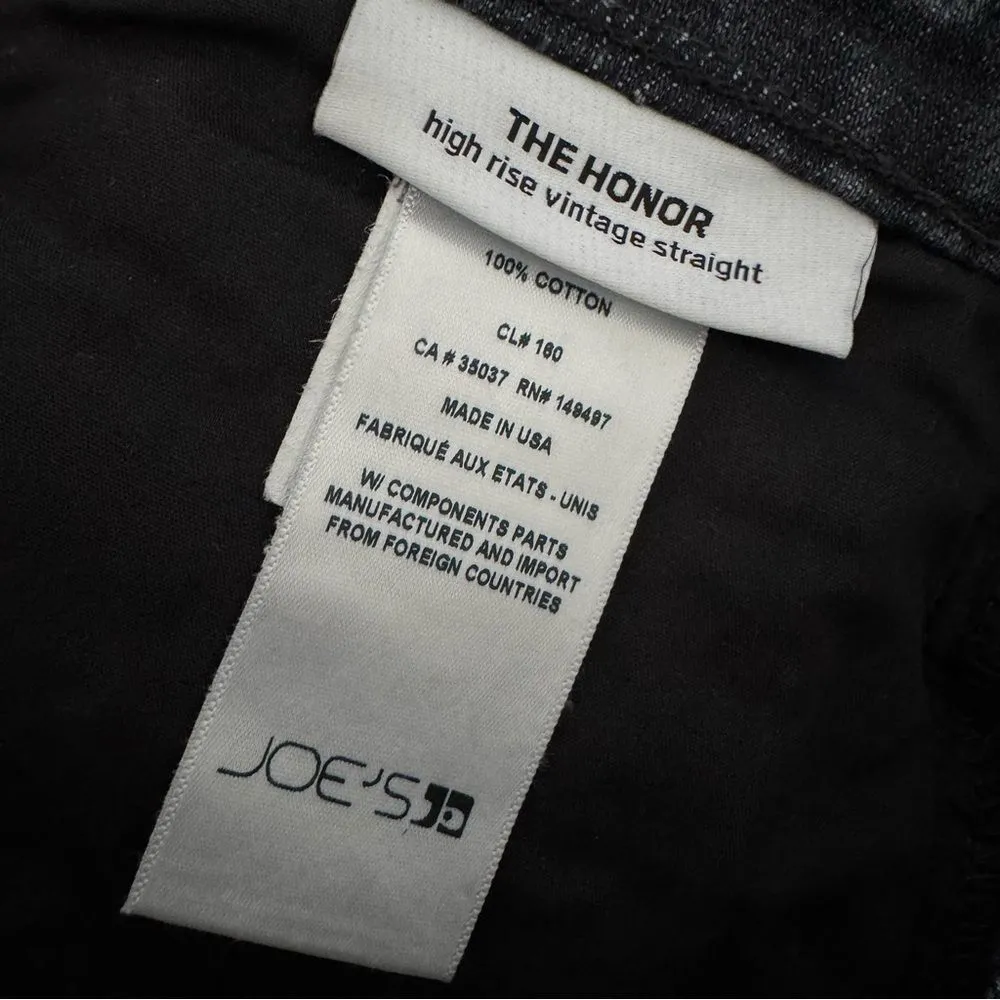 THE HONOR
high rise vintage straight
100% COTTON
CL# 160
CA # 35037 RN# 149497
MADE IN USA
FABRIQUÉ AUX ETATS - UNIS
W/ COMPONENTS PARTS
MANUFACTURED AND IMPORT
FROM FOREIGN COUNTRIES
JOE'S